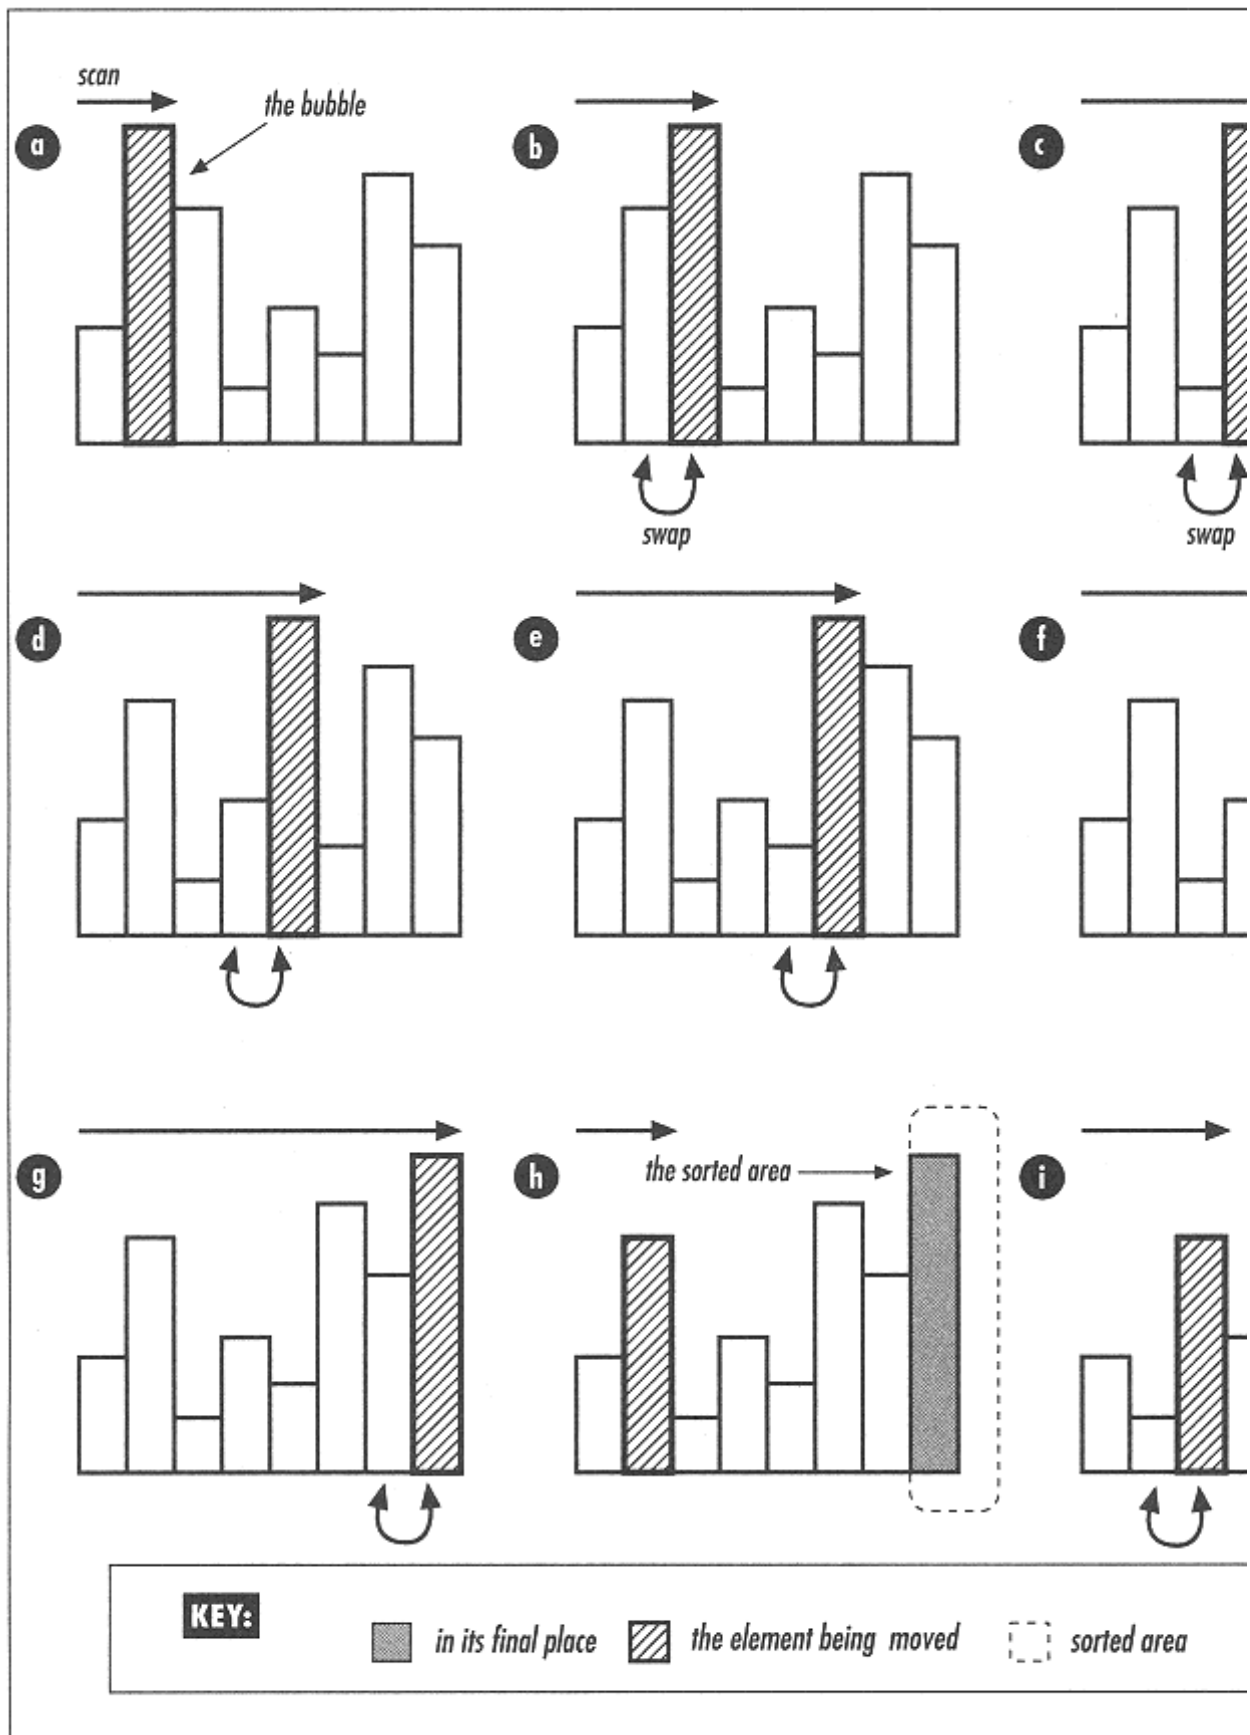 scan
the bubble
a
b
c
swap
swap
d
e
f
g
h
the sorted area
i
KEY:
in its final place
the element being moved
sorted area